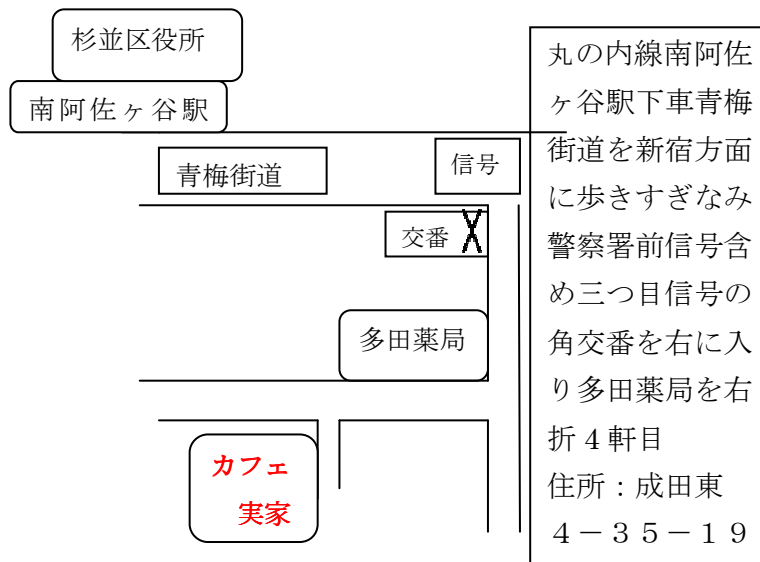 杉並区役所
南阿佐ヶ谷駅
青梅街道
信号
交番
多田薬局
カフェ
実家
丸の内線南阿佐
ヶ谷駅下車青梅
街道を新宿方面
に歩きすぎなみ
警察署前信号含
め三つ目信号の
角交番を右に入
り多田薬局を右
折4軒目
住所：成田東
４－３５－１９